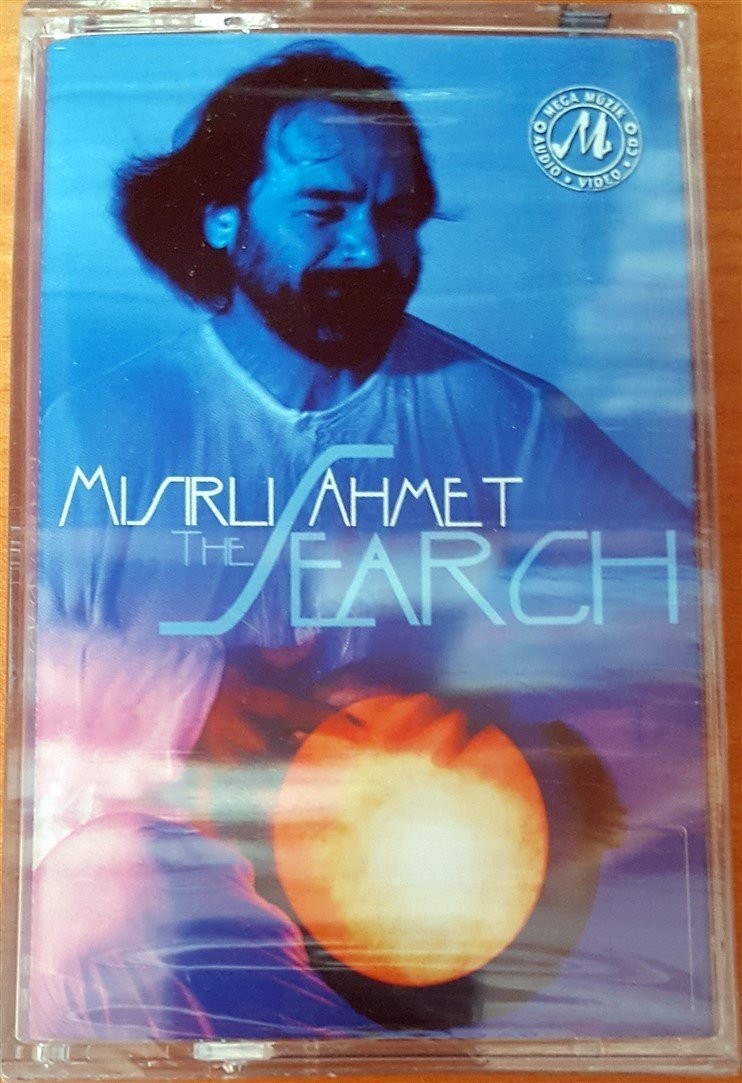 MEGA MÜZİK
AUDIO • VIDEO • CD
M
MISIRLI AHMET
THE SEARCH